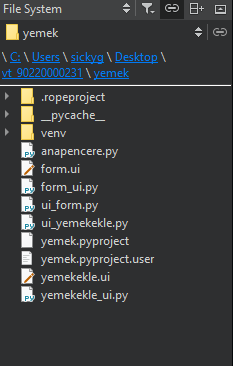 File System
yemek
\ C: \ Users \ sickyg \ Desktop \
vt_90220000231 \ yemek
.ropeproject
__pycache__
venv
anapencere.py
form.ui
form_ui.py
ui_form.py
ui_yemekekle.py
yemek.pyproject
yemek.pyproject.user
yemekekle.ui
yemekekle_ui.py